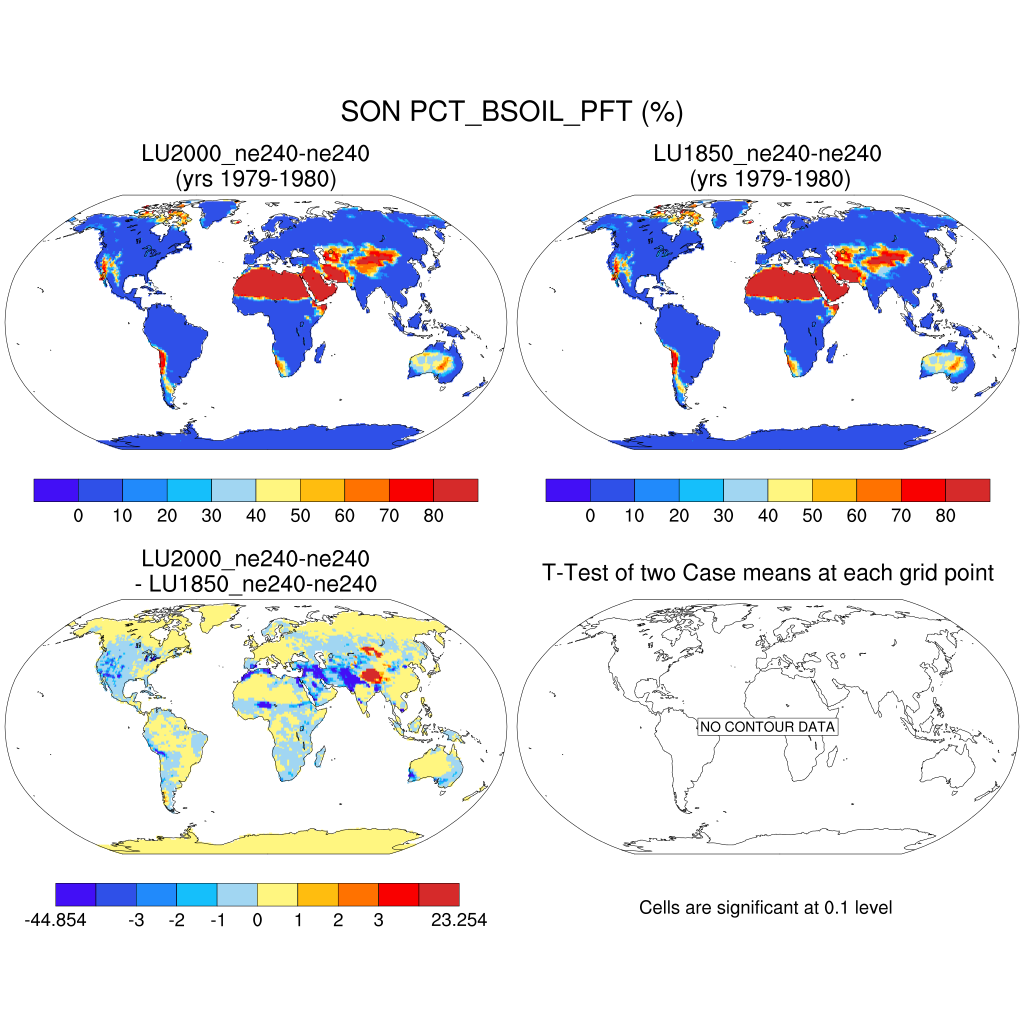 SON PCT_BSOIL_PFT (%)
LU2000_ne240-ne240
(yrs 1979-1980)
LU1850_ne240-ne240
(yrs 1979-1980)
0 10 20 30 40 50 60 70 80
0 10 20 30 40 50 60 70 80
LU2000_ne240-ne240
- LU1850_ne240-ne240
T-Test of two Case means at each grid point
NO CONTOUR DATA
-44.854 -3 -2 -1 0 1 2 3 23.254
Cells are significant at 0.1 level